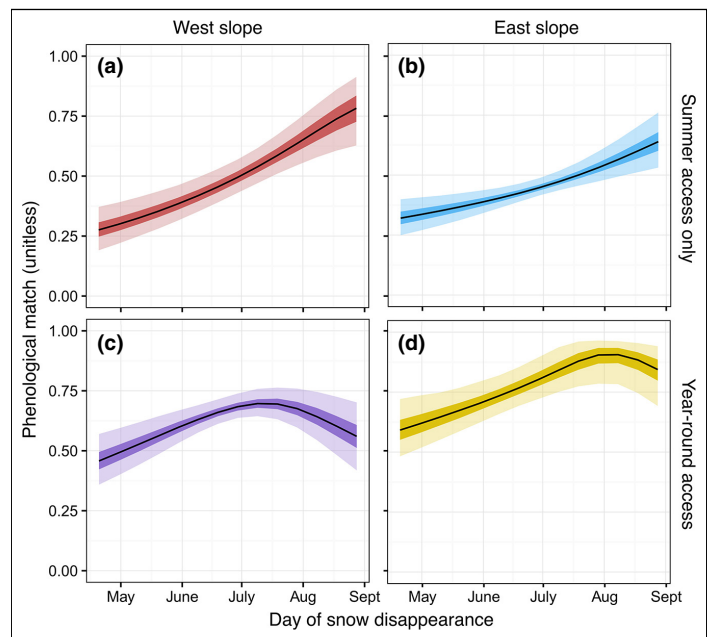 West slope
East slope
(a)
(b)
1.00
0.75
0.50
0.25
0.00
Summer access only
Phenological match (unitless)
(c)
(d)
1.00
0.75
0.50
0.25
0.00
Year-round access
May June July Aug Sept
May June July Aug Sept
Day of snow disappearance